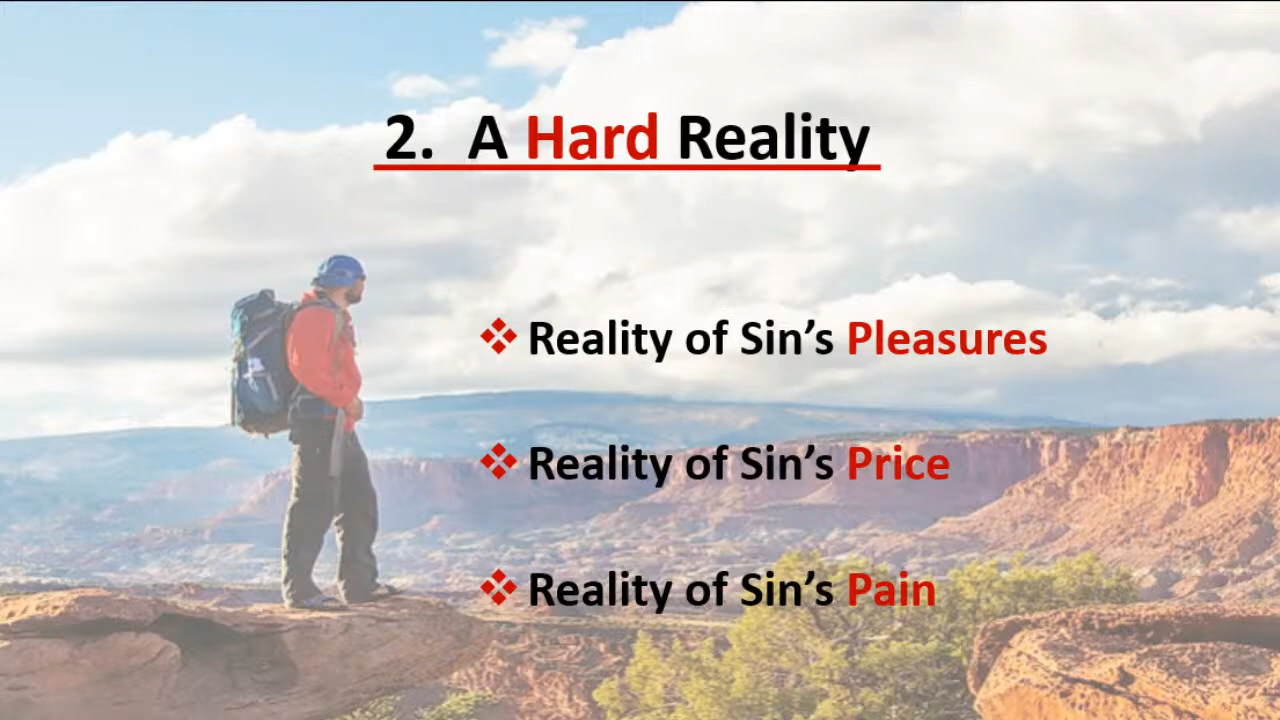 2. A Hard Reality
❖ Reality of Sin’s Pleasures
❖ Reality of Sin’s Price
❖ Reality of Sin’s Pain